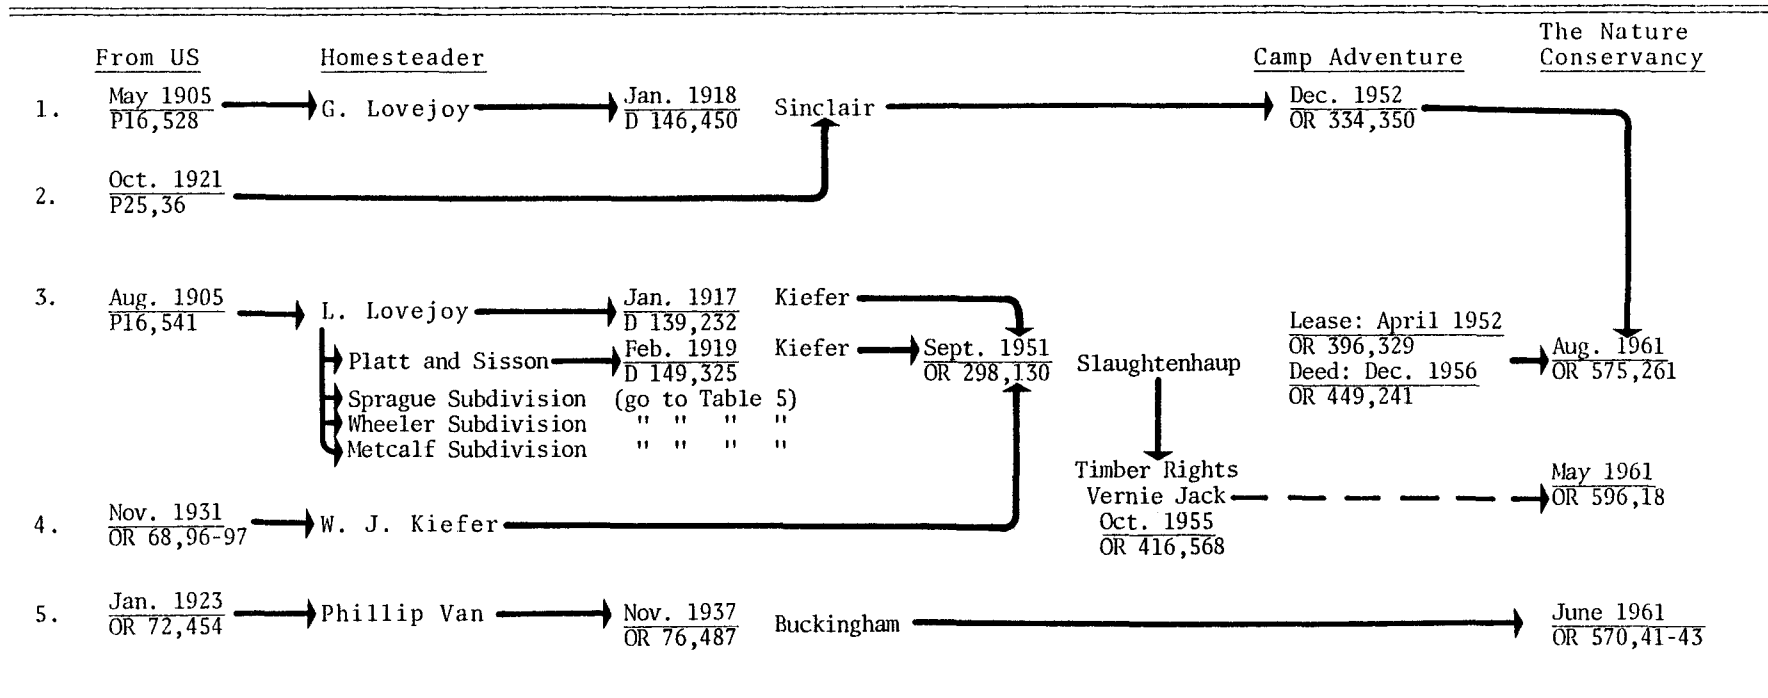 The Nature
From US Homesteader Camp Adventure Conservancy
1. May 1905 G. Lovejoy Jan. 1918 Sinclair Dec. 1952
P16,528 D 146,450 OR 334,350
2. Oct. 1921
P25,36
3. Aug. 1905 L. Lovejoy Jan. 1917 Kiefer
P16,541 D 139,232
Lease: April 1952
OR 396,329
Platt and Sisson Feb. 1919 Kiefer Sept. 1951 Slaughtenhaup Aug. 1961
D 149,325 OR 298,130 OR 575,261
Deed: Dec. 1956
OR 449,241
Sprague Subdivision (go to Table 5)
Wheeler Subdivision " " " "
Metcalf Subdivision " " " "
Timber Rights May 1961
Vernie Jack OR 596,18
4. Nov. 1931 W. J. Kiefer Oct. 1955
OR 68,96-97 OR 416,568
5. Jan. 1923 Phillip Van Nov. 1937 Buckingham June 1961
OR 72,454 OR 76,487 OR 570,41-43